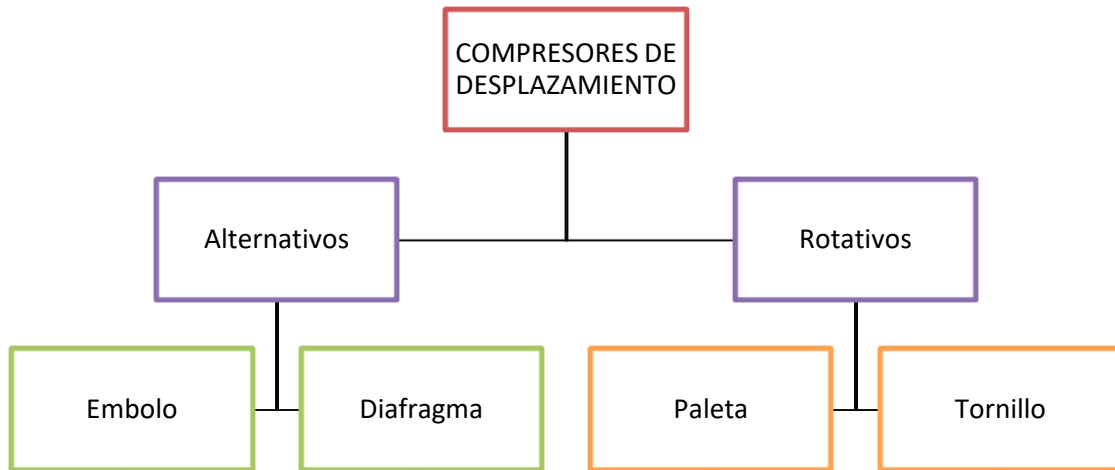 COMPRESORES DE
DESPLAZAMIENTO
Alternativos
Rotativos
Embolo
Diafragma
Paleta
Tornillo